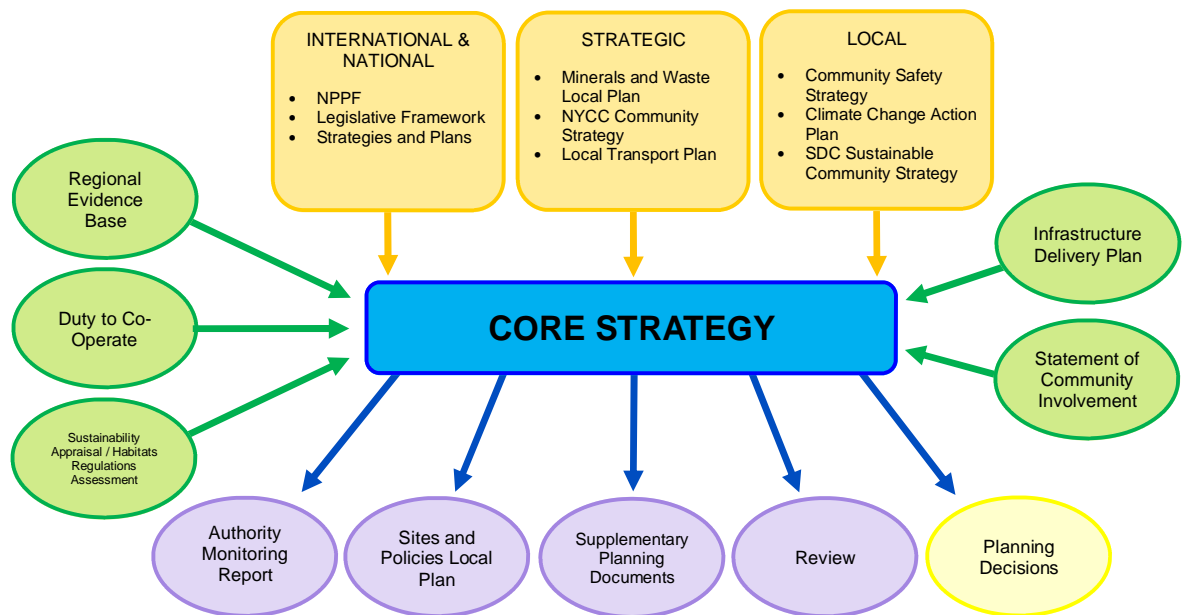 INTERNATIONAL &
NATIONAL
• NPPF
• Legislative Framework
• Strategies and Plans
STRATEGIC
• Minerals and Waste
Local Plan
• NYCC Community
Strategy
• Local Transport Plan
LOCAL
• Community Safety
Strategy
• Climate Change Action
Plan
• SDC Sustainable
Community Strategy
Regional
Evidence
Base
Duty to Co-
Operate
Sustainability
Appraisal / Habitats
Regulations
Assessment
CORE STRATEGY
Infrastructure
Delivery Plan
Statement of
Community
Involvement
Authority
Monitoring
Report
Sites and
Policies Local
Plan
Supplementary
Planning
Documents
Review
Planning
Decisions